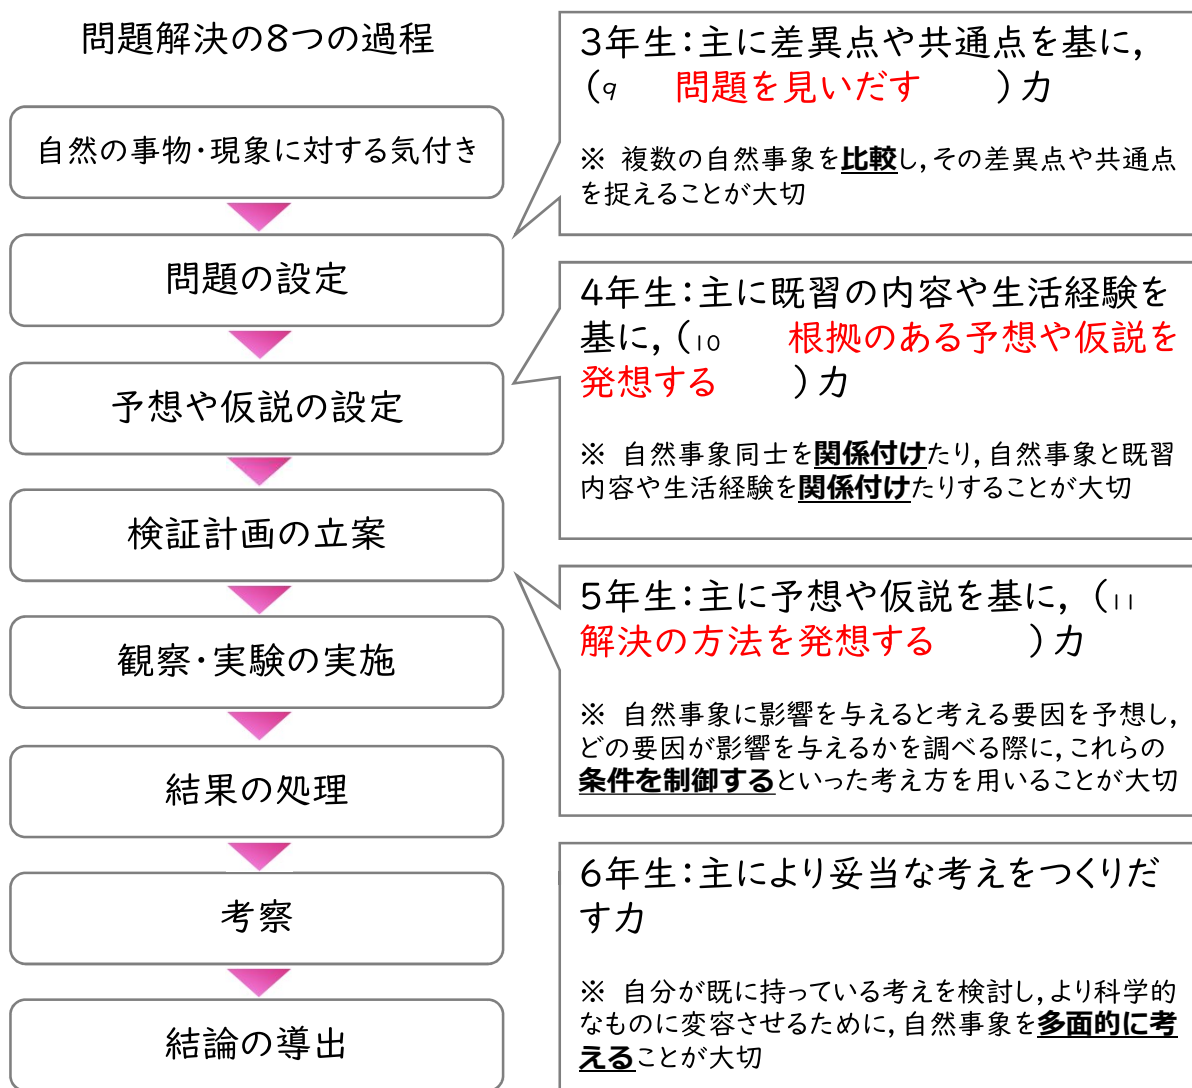 問題解決の8つの過程
自然の事物・現象に対する気付き
問題の設定
予想や仮説の設定
検証計画の立案
観察・実験の実施
結果の処理
考察
結論の導出
3年生:主に差異点や共通点を基に,
(9 問題を見いだす )力
※ 複数の自然事象を比較し,その差異点や共通点
を捉えることが大切
4年生:主に既習の内容や生活経験を
基に,(10 根拠のある予想や仮説を
発想する )力
※ 自然事象同士を関係付けたり,自然事象と既習
内容や生活経験を関係付けたりすることが大切
5年生:主に予想や仮説を基に,(11
解決の方法を発想する )力
※ 自然事象に影響を与えると考える要因を予想し,
どの要因が影響を与えるかを調べる際に,これらの
条件を制御するといった考え方を用いることが大切
6年生:主により妥当な考えをつくりだ
す力
※ 自分が既に持っている考えを検討し,より科学的
なものに変容させるために,自然事象を多面的に考
えることが大切